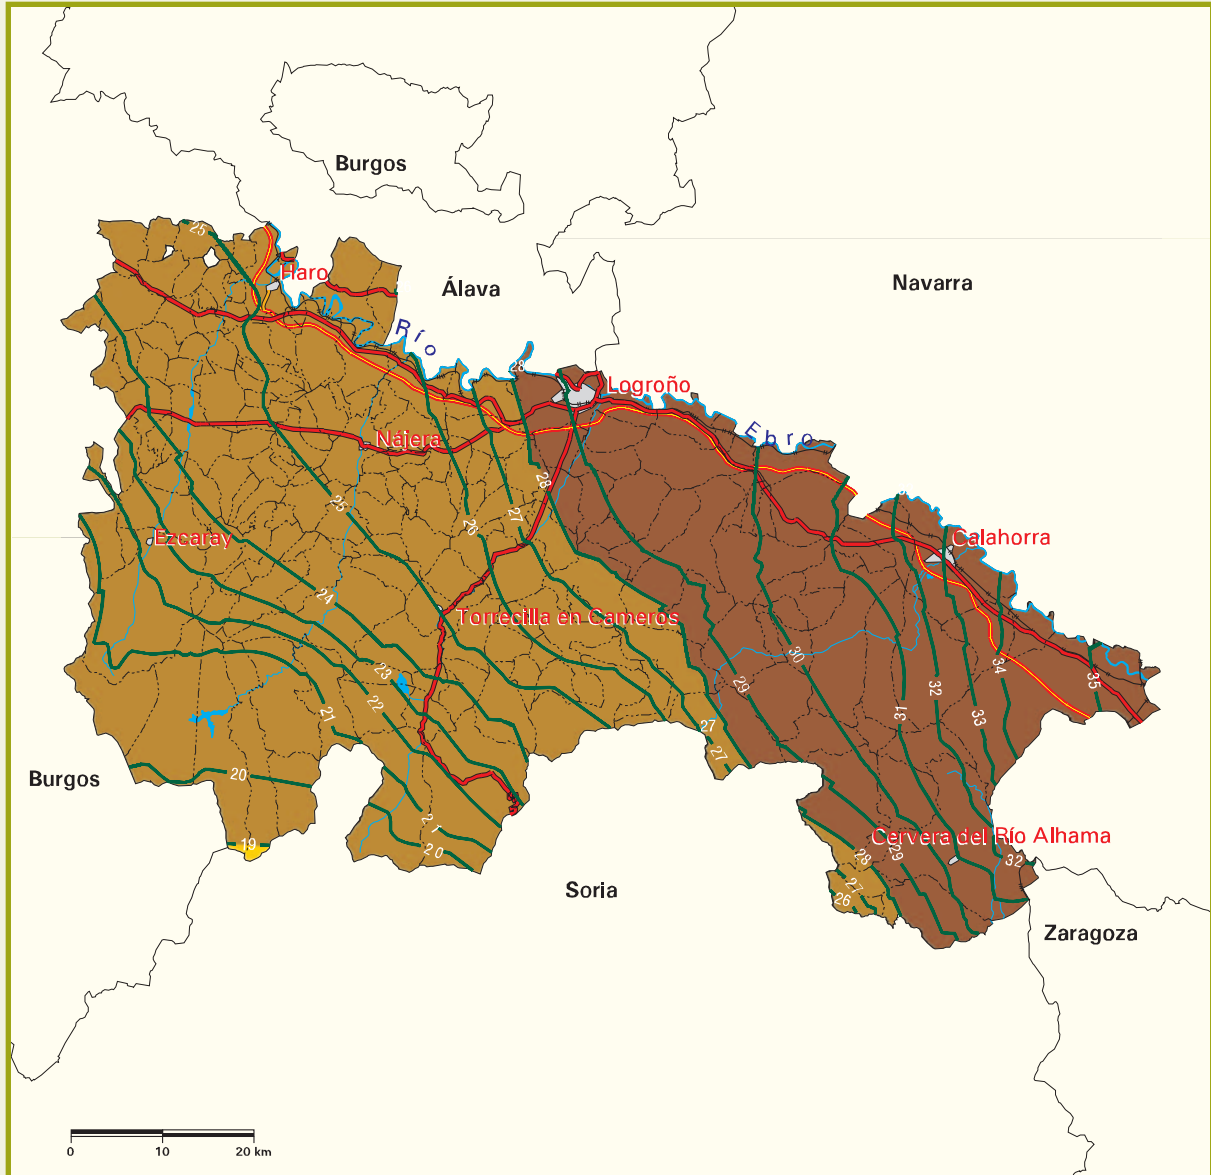 Burgos
25
Haro
Álava
Navarra
Río
28
Logroño
Ebro
Nájera
28
25
27
26
Ezcaray
Calahorra
24
Torrecilla en Cameros
23
30
34
29
32
35
22
21
31
33
27
27
Burgos
20
21
Cervera del Río Alhama
19
20
28
29
32
27
Soria
26
Zaragoza
0 10 20 km